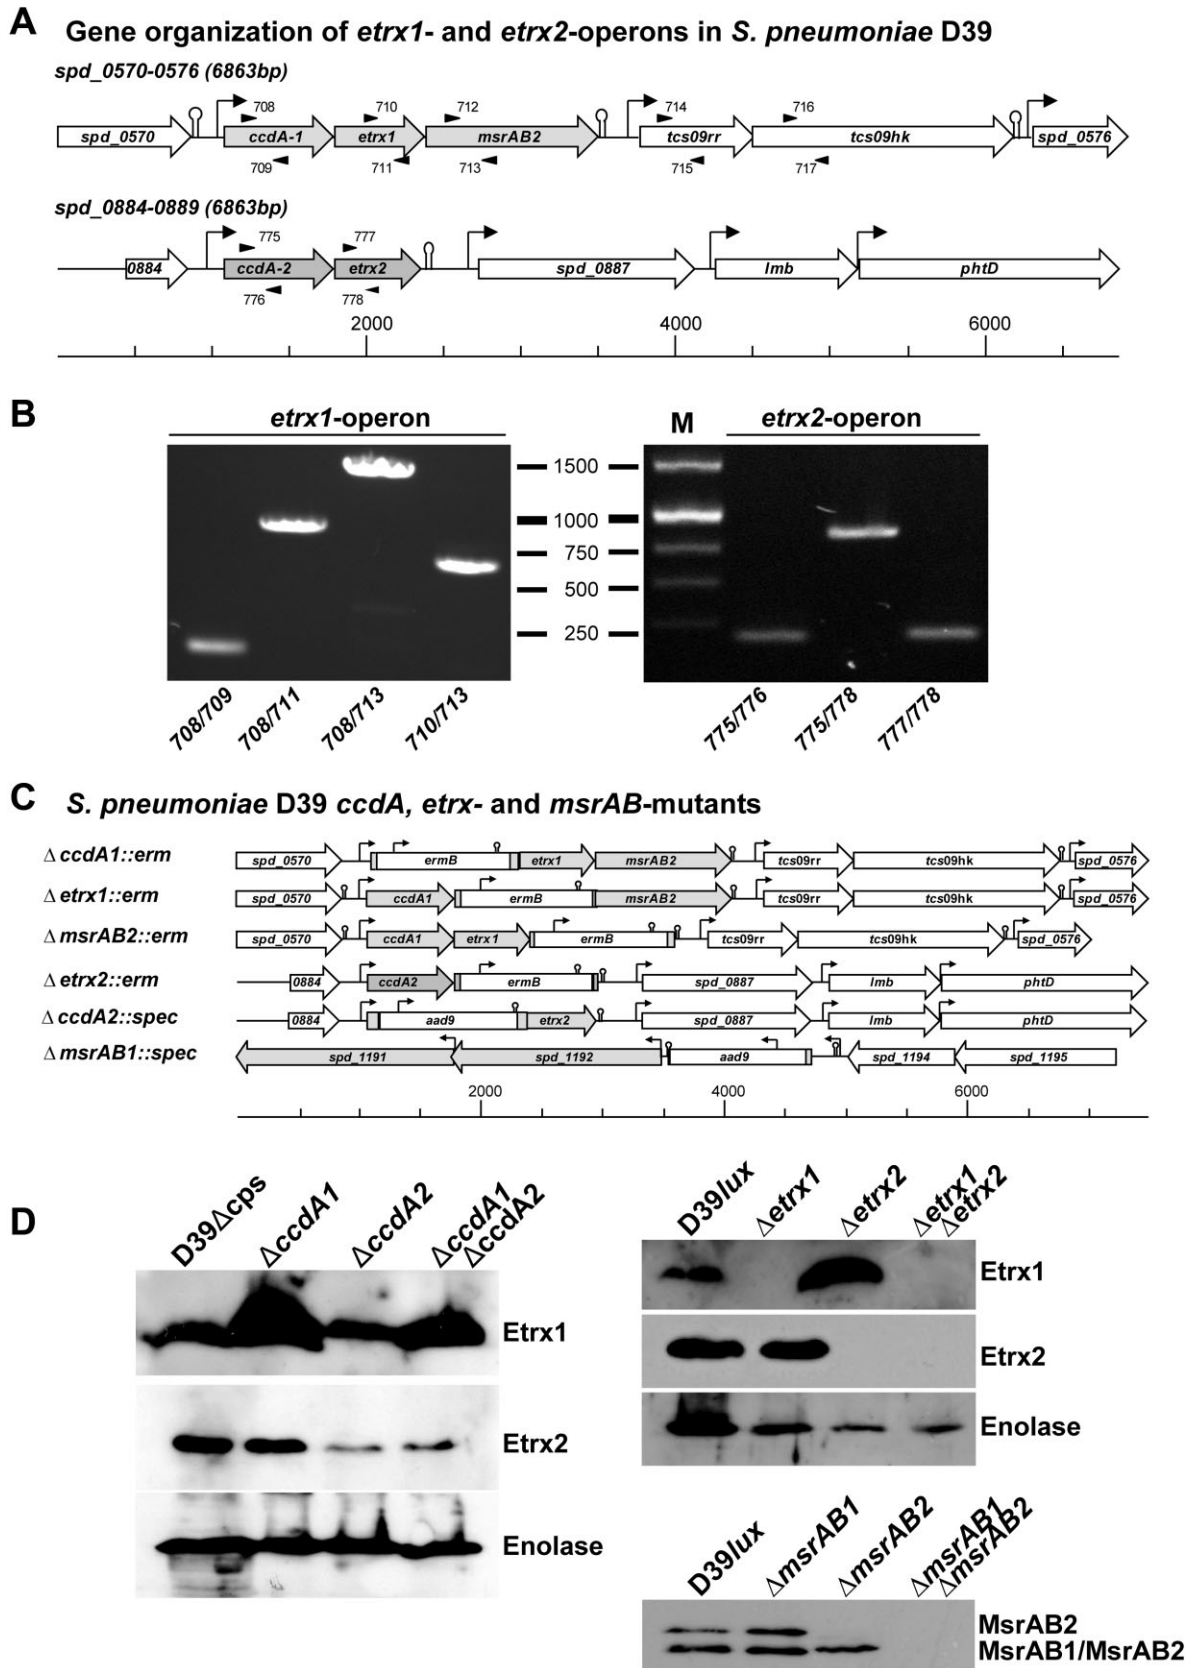 A Gene organization of etrx1- and etrx2-operons in S. pneumoniae D39
spd_0570-0576 (6863bp)
708 710 712 714 716
spd_0570 ccdA-1 etrx1 msrAB2 tcs09rr tcs09hk spd_0576
709 711 713 715 717
spd_0884-0889 (6863bp)
775 777
0884 ccdA-2 etrx2 spd_0887 lmb phtD
776 778
2000 4000 6000
B etrx1-operon M etrx2-operon
1500
1000
750
500
250
708/709 708/711 708/713 710/713 775/776 775/778 777/778
C S. pneumoniae D39 ccdA, etrx- and msrAB-mutants
Δ ccdA1::erm spd_0570 ermB etrx1 msrAB2 tcs09rr tcs09hk spd_0576
Δ etrx1::erm spd_0570 ccdA1 ermB msrAB2 tcs09rr tcs09hk spd_0576
Δ msrAB2::erm spd_0570 ccdA1 etrx1 ermB tcs09rr tcs09hk spd_0576
Δ etrx2::erm 0884 ccdA2 ermB spd_0887 lmb phtD
Δ ccdA2::spec 0884 aad9 etrx2 spd_0887 lmb phtD
Δ msrAB1::spec spd_1191 spd_1192 aad9 spd_1194 spd_1195
2000 4000 6000
D
D39Δcps ΔccdA1 ΔccdA2 ΔccdA1 ΔccdA2
Etrx1
Etrx2
Enolase
D39lux Δetrx1 Δetrx2 Δetrx1 Δetrx2
Etrx1
Etrx2
Enolase
D39lux ΔmsrAB1 ΔmsrAB2 ΔmsrAB1 ΔmsrAB2
MsrAB2
MsrAB1/MsrAB2